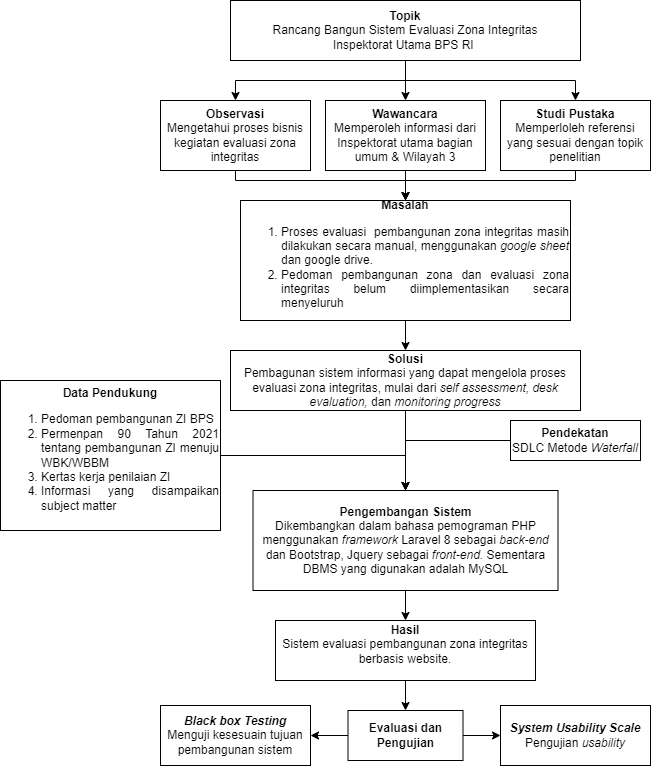 Topik
Rancang Bangun Sistem Evaluasi Zona Integritas
Inspektorat Utama BPS RI
Observasi
Mengetahui proses bisnis
kegiatan evaluasi zona
integritas
Wawancara
Memperoleh informasi dari
Inspektorat utama bagian
umum & Wilayah 3
Studi Pustaka
Memperloleh referensi
yang sesuai dengan topik
penelitian
Masalah
1. Proses evaluasi pembangunan zona integritas masih
dilakukan secara manual, menggunakan google sheet
dan google drive.
2. Pedoman pembangunan zona dan evaluasi zona
integritas belum diimplementasikan secara
menyeluruh
Solusi
Pembagunan sistem informasi yang dapat mengelola proses
evaluasi zona integritas, mulai dari self assessment, desk
evaluation, dan monitoring progress
Data Pendukung
1. Pedoman pembangunan ZI BPS
2. Permenpan 90 Tahun 2021
tentang pembangunan ZI menuju
WBK/WBBM
3. Kertas kerja penilaian ZI
4. Informasi yang disampaikan
subject matter
Pendekatan
SDLC Metode Waterfall
Pengembangan Sistem
Dikembangkan dalam bahasa pemograman PHP
menggunakan framework Laravel 8 sebagai back-end
dan Bootstrap, Jquery sebagai front-end. Sementara
DBMS yang digunakan adalah MySQL
Hasil
Sistem evaluasi pembangunan zona integritas
berbasis website.
Black box Testing
Menguji kesesuain tujuan
pembangunan sistem
Evaluasi dan
Pengujian
System Usability Scale
Pengujian usability